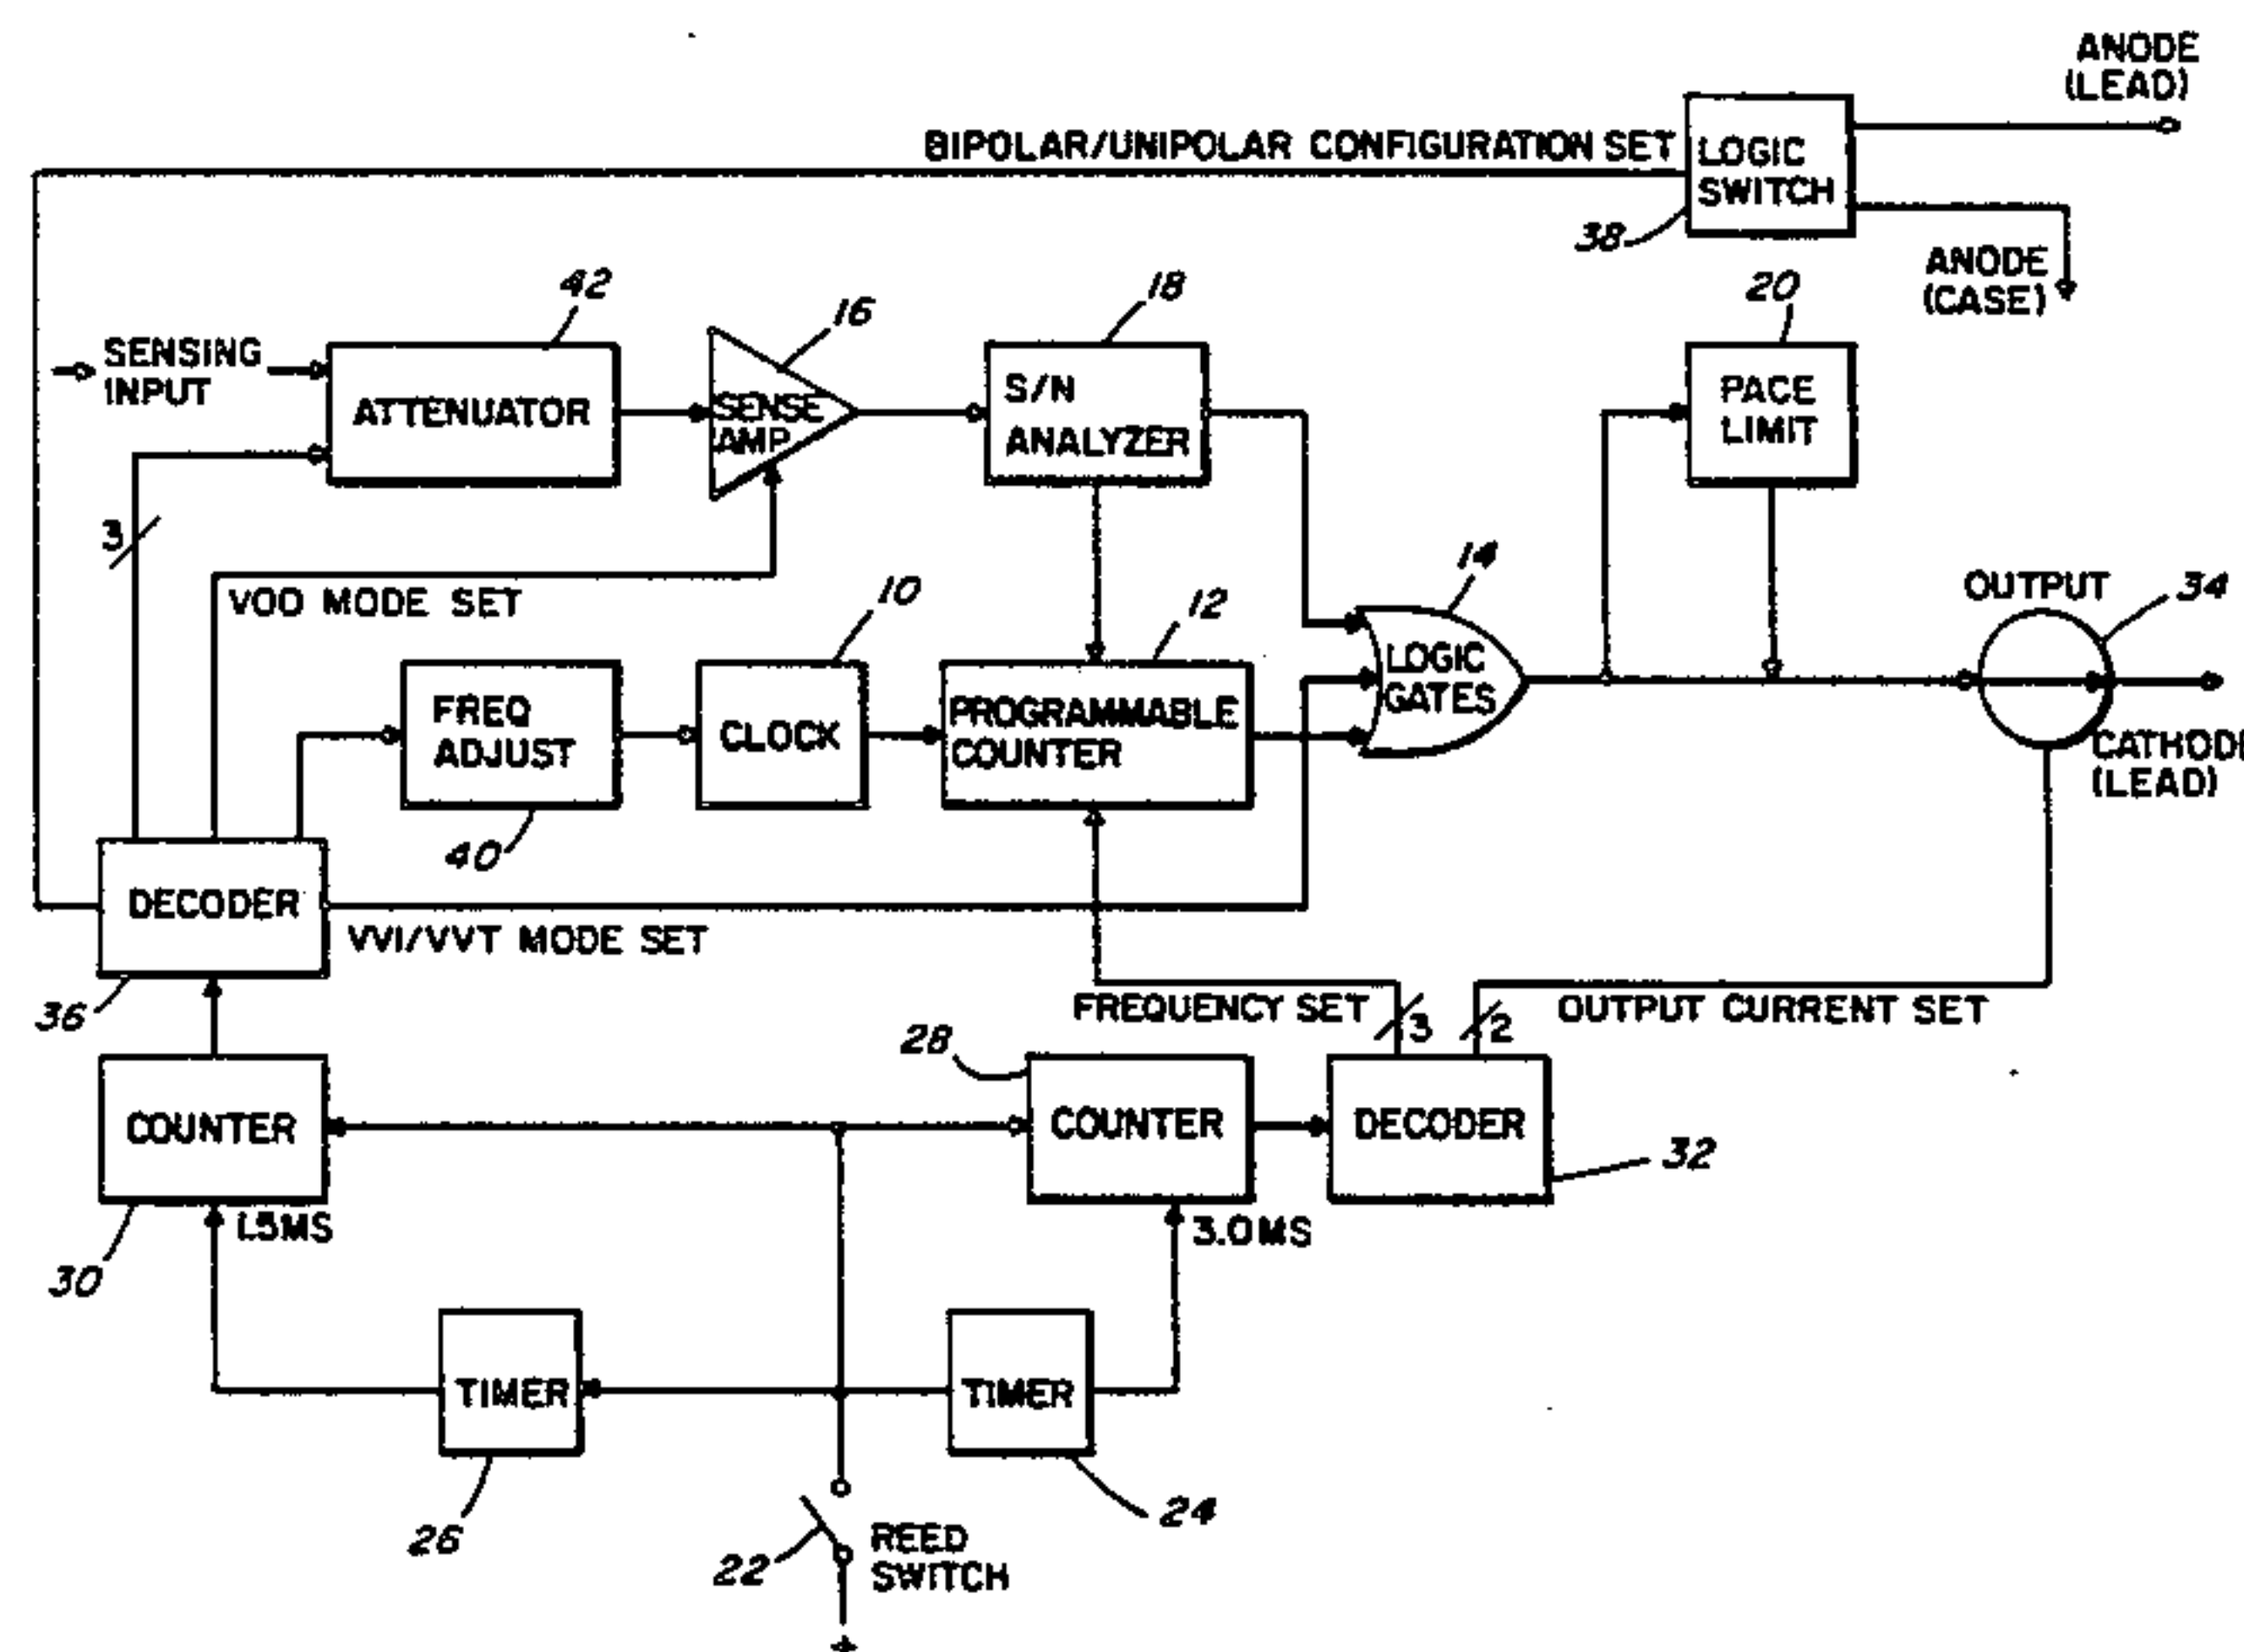 ANODE
(LEAD)
BIPOLAR/UNIPOLAR CONFIGURATION SET
LOGIC
SWITCH
38
ANODE
(CASE)
42
16
18
20
SENSING
INPUT
ATTENUATOR
SENSE
AMP
S/N
ANALYZER
PACE
LIMIT
3
VOO MODE SET
10
12
14
OUTPUT
34
FREQ
ADJUST
CLOCK
PROGRAMMABLE
COUNTER
LOGIC
GATES
CATHODE
(LEAD)
40
DECODER
VVI/VVT MODE SET
36
FREQUENCY SET
3
2
OUTPUT CURRENT SET
28
COUNTER
COUNTER
DECODER
32
30
1.5MS
3.0MS
TIMER
TIMER
26
24
22
REED
SWITCH